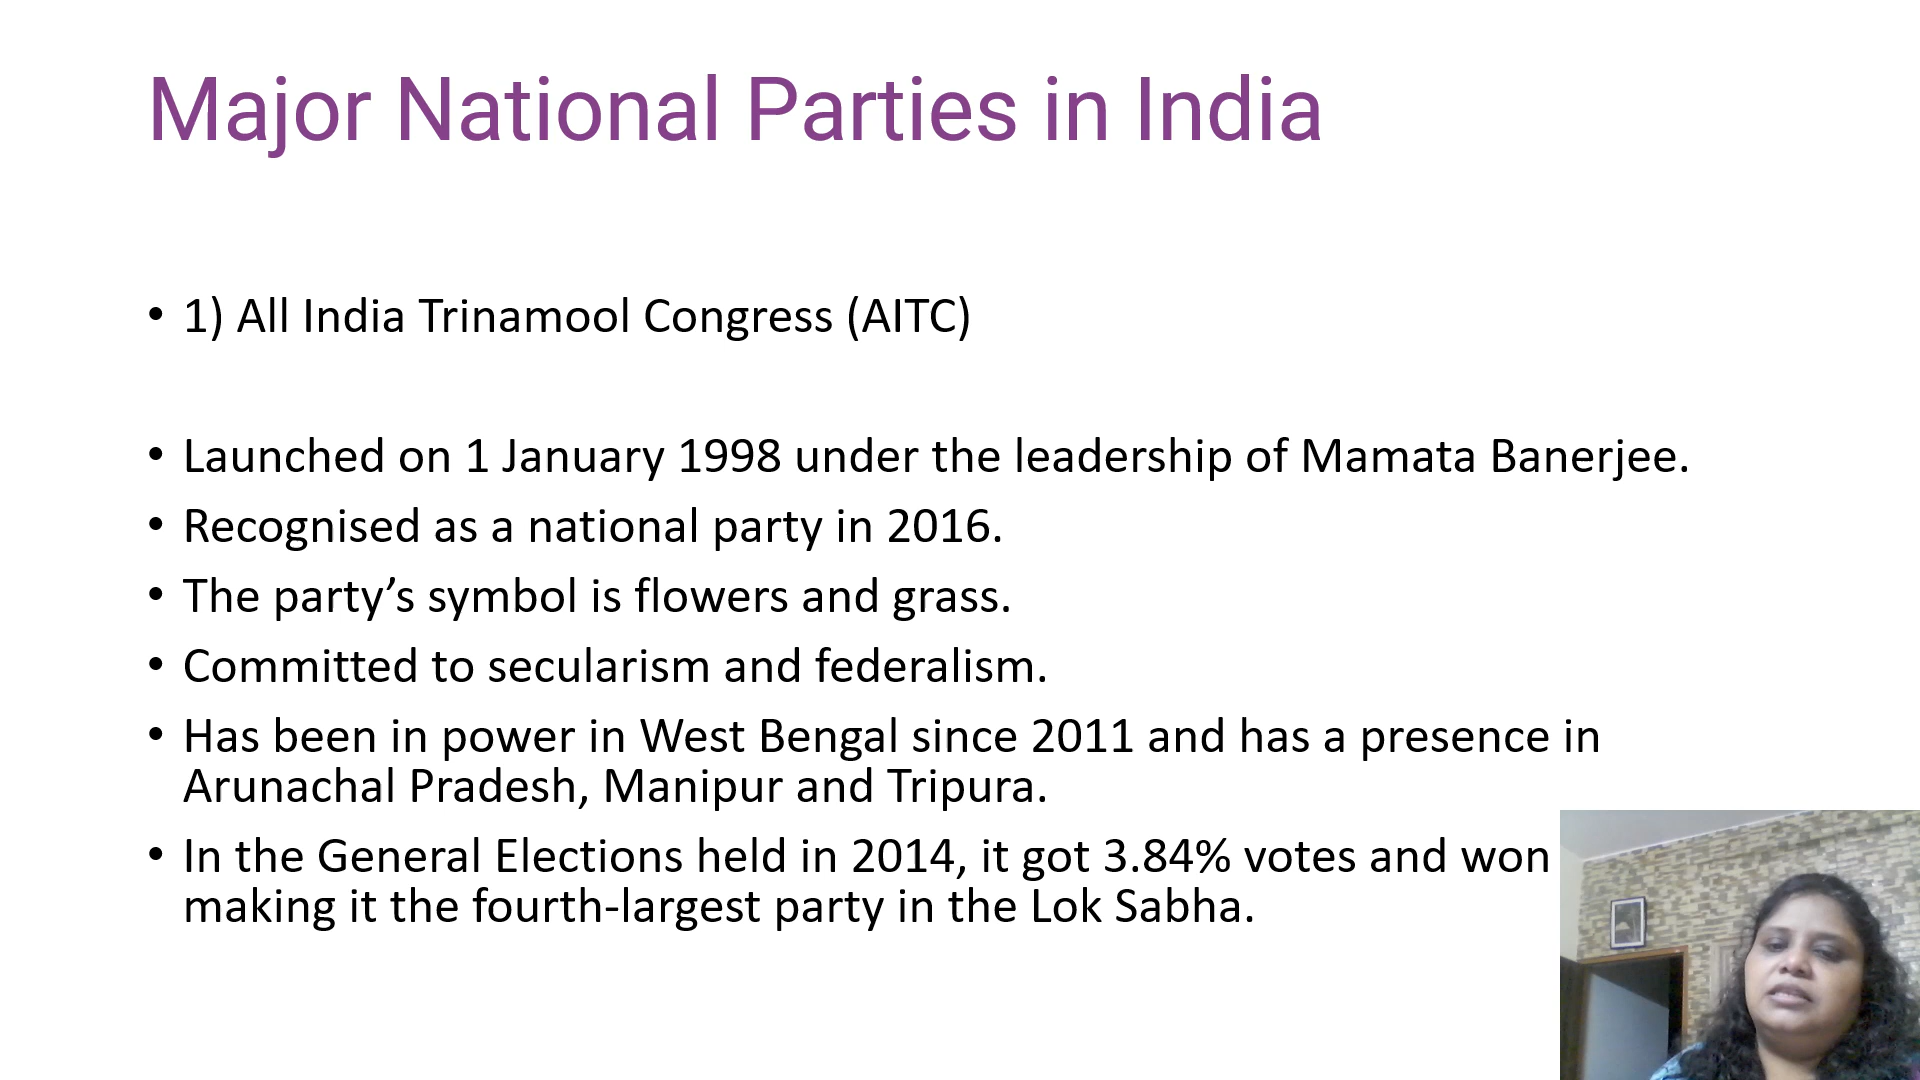 Major National Parties in India
• 1) All India Trinamool Congress (AITC)
• Launched on 1 January 1998 under the leadership of Mamata Banerjee.
• Recognised as a national party in 2016.
• The party’s symbol is flowers and grass.
• Committed to secularism and federalism.
• Has been in power in West Bengal since 2011 and has a presence in
Arunachal Pradesh, Manipur and Tripura.
• In the General Elections held in 2014, it got 3.84% votes and won
making it the fourth-largest party in the Lok Sabha.